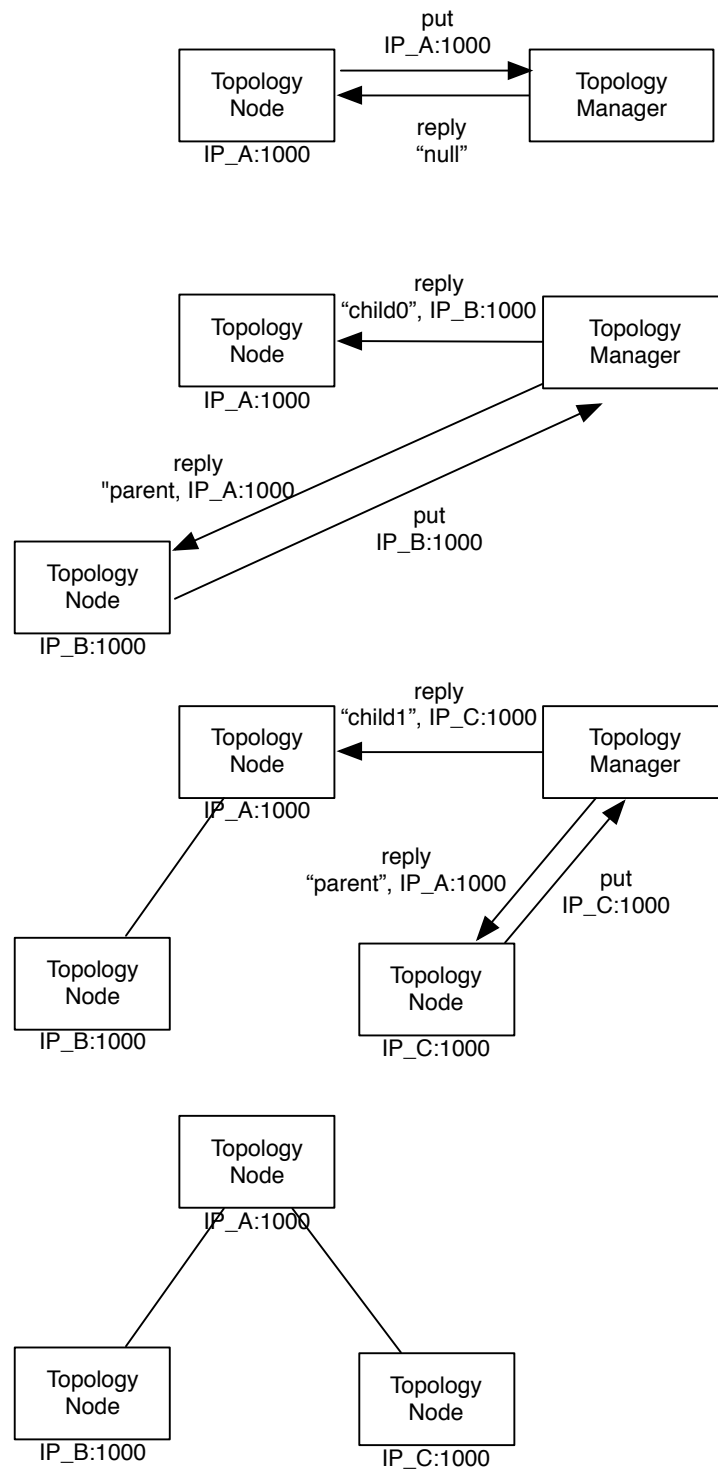 put
IP_A:1000
Topology
Node
Topology
Manager
IP_A:1000
reply
“null”
reply
“child0”, IP_B:1000
Topology
Node
Topology
Manager
IP_A:1000
reply
"parent, IP_A:1000
put
IP_B:1000
Topology
Node
IP_B:1000
reply
“child1”, IP_C:1000
Topology
Node
Topology
Manager
IP_A:1000
reply
“parent”, IP_A:1000
put
IP_C:1000
Topology
Node
IP_B:1000
Topology
Node
IP_C:1000
Topology
Node
IP_A:1000
Topology
Node
IP_B:1000
Topology
Node
IP_C:1000